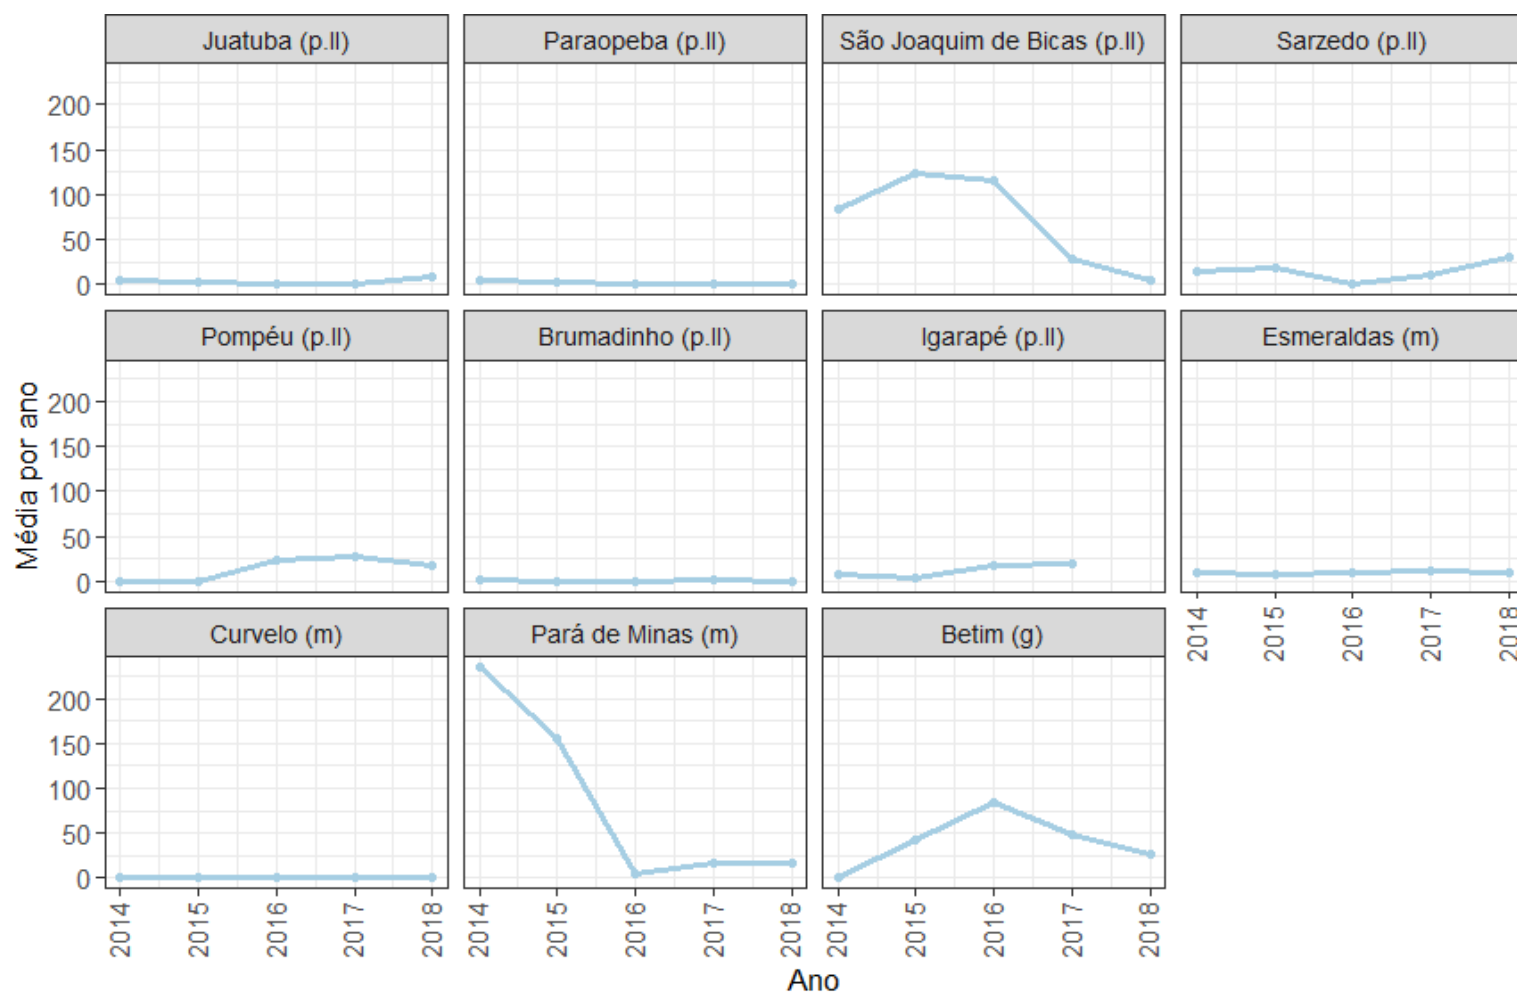 Juatuba (p.II)
Paraopeba (p.II)
São Joaquim de Bicas (p.II)
Sarzedo (p.II)
200
150
100
50
0
Pompéu (p.II)
Brumadinho (p.II)
Igarapé (p.II)
Esmeraldas (m)
Média por ano
200
150
100
50
0
2014
2015
2016
2017
2018
Curvelo (m)
Pará de Minas (m)
Betim (g)
200
150
100
50
0
2014
2015
2016
2017
2018
2014
2015
2016
2017
2018
2014
2015
2016
2017
2018
Ano